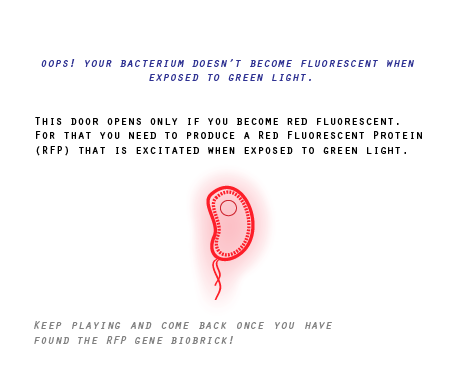 Oops! Your bacterium doesn't become fluorescent when
exposed to green light.
This door opens only if you become red fluorescent.
For that you need to produce a Red Fluorescent Protein
(RFP) that is excitated when exposed to green light.
Keep playing and come back once you have
found the RFP gene biobrick!